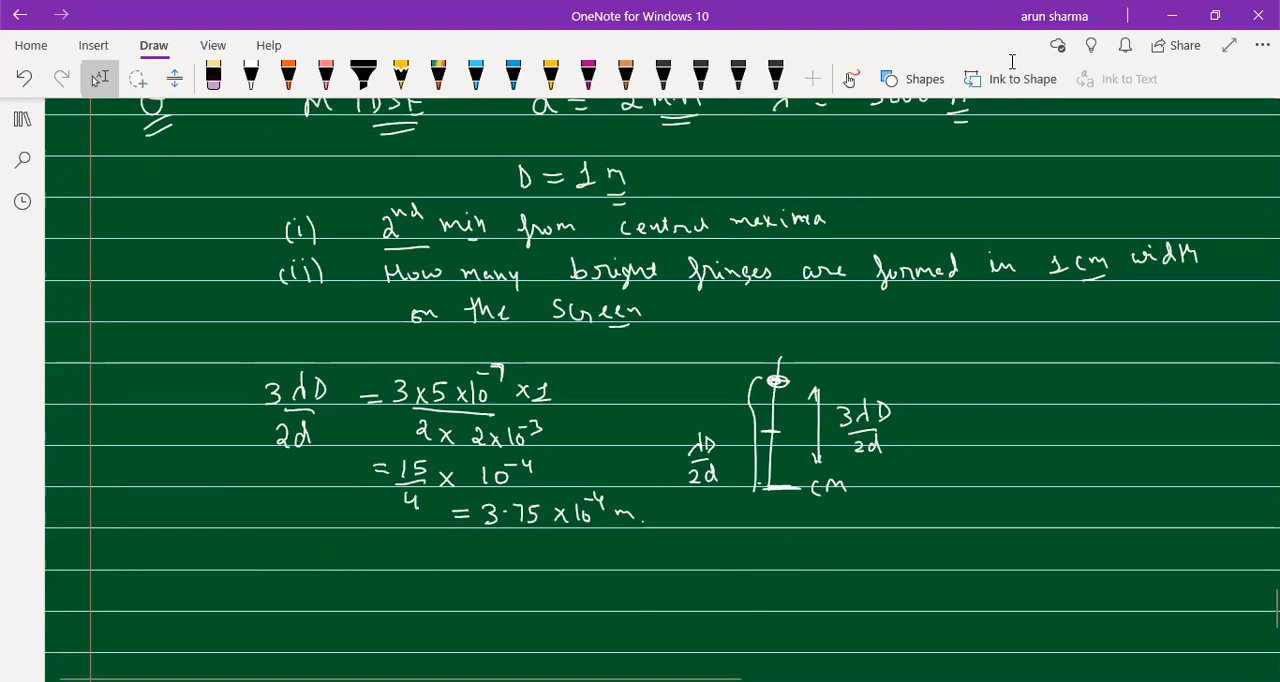 OneNote for Windows 10
arun sharma
Home Insert Draw View Help
Share
Shapes Ink to Shape Ink to Text
d = 2 mm
D = 1 m
(i) 2nd min from central maxima
(ii) How many bright fringes are formed in 1 cm width
on the screen
3λD/2d = 3×5×10^-7 ×1 / 2× 2×10^-3
= 15/4 × 10^-4
= 3.75 ×10^-4 m.
λD/2d
3λD/2d
CM